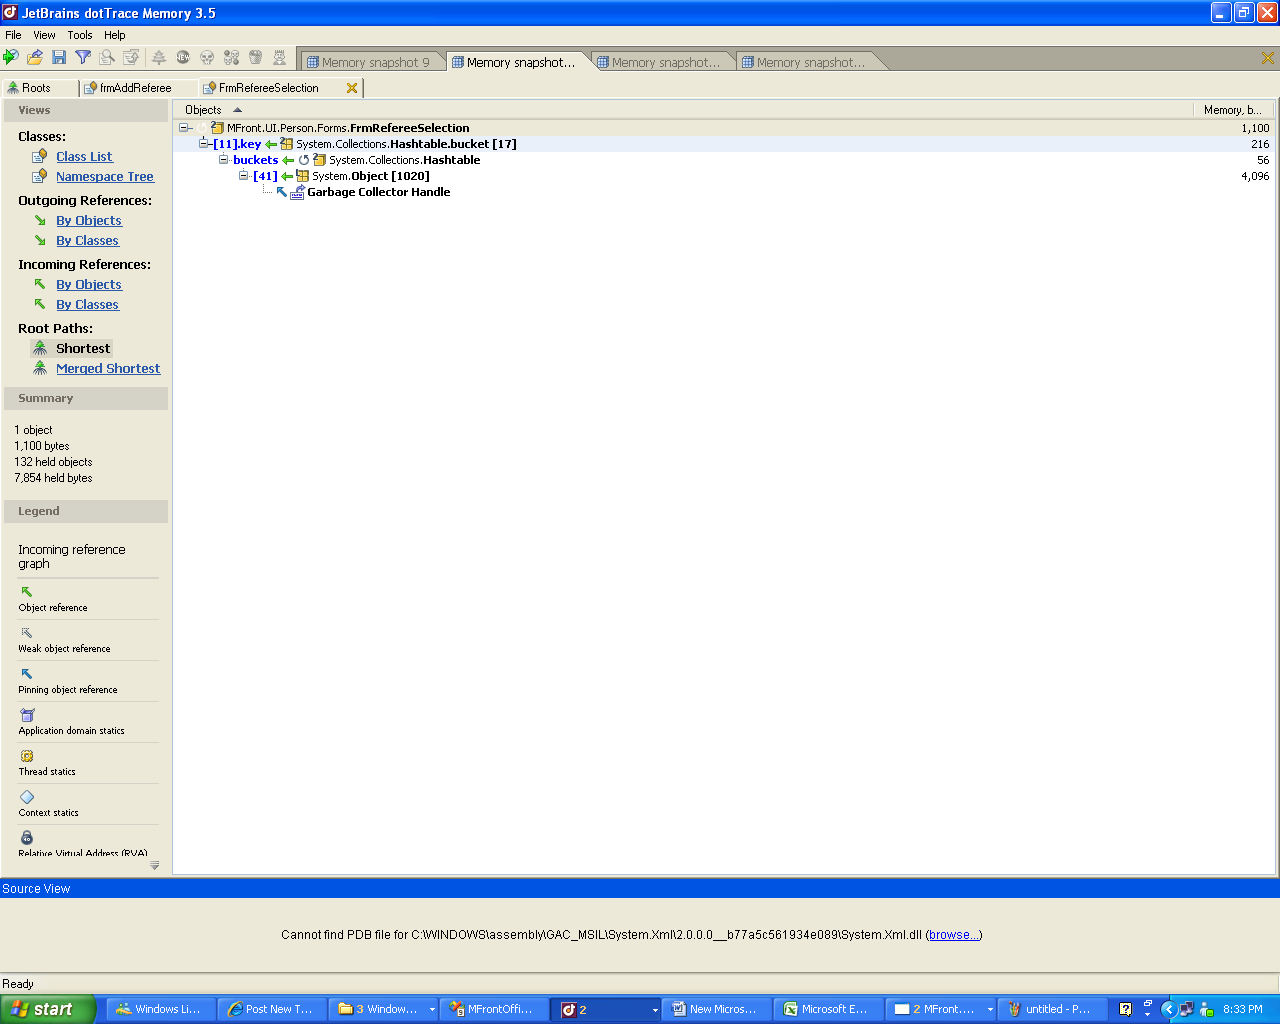 JetBrains dotTrace Memory 3.5
File View Tools Help
Memory snapshot 9 Memory snapshot... Memory snapshot... Memory snapshot...
Roots frmAddReferee FrmRefereeSelection
Views
Classes:
Class List
Namespace Tree
Outgoing References:
By Objects
By Classes
Incoming References:
By Objects
By Classes
Root Paths:
Shortest
Merged Shortest
Summary
1 object
1,100 bytes
132 held objects
7,854 held bytes
Legend
Incoming reference
graph
Object reference
Weak object reference
Pinning object reference
Application domain statics
Thread statics
Context statics
Relative Virtual Address (RVA)
Objects Memory, b...
MFront.UI.Person.Forms.FrmRefereeSelection 1,100
[11].key System.Collections.Hashtable.bucket [17] 216
buckets System.Collections.Hashtable 56
[41] System.Object [1020] 4,096
Garbage Collector Handle
Source View
Cannot find PDB file for C:\WINDOWS\assembly\GAC_MSIL\System.Xml\2.0.0.0__b77a5c561934e089\System.Xml.dll (browse...)
Ready
start Windows Li... Post New T... 3 Window... MFrontOffi... 2 New Micros... Microsoft E... 2 MFront.... untitled - P... 8:33 PM